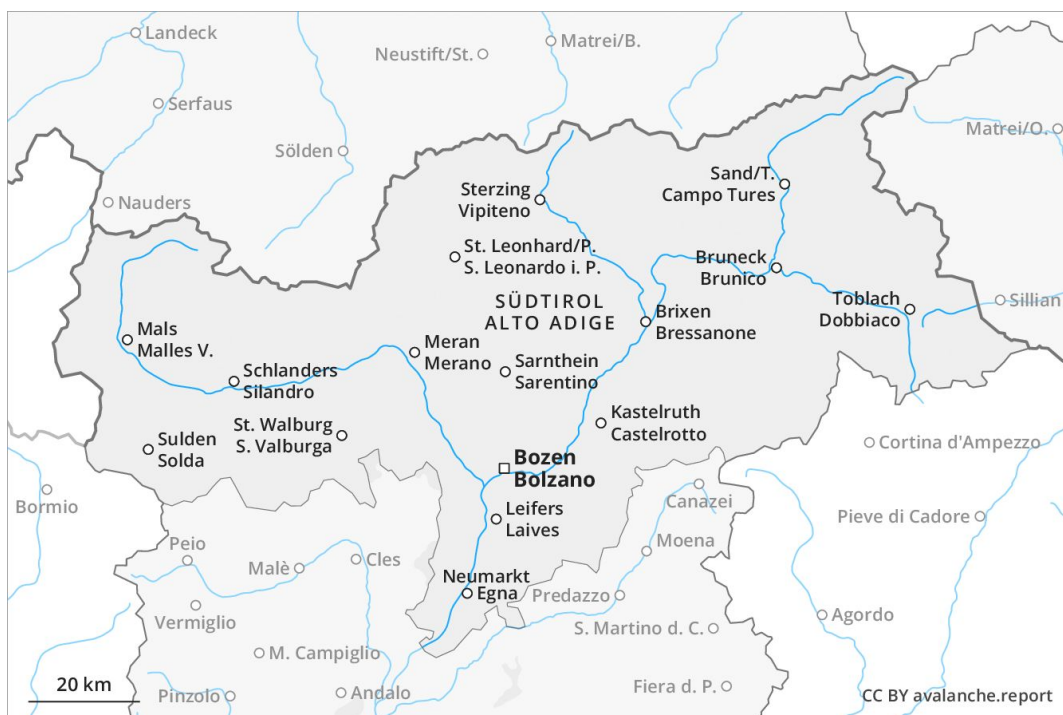 Landeck
Neustift/St.
Matrei/B.
Serfaus
Matrei/O.
Sölden
Sand/T.
Campo Tures
Sterzing
Vipiteno
Nauders
St. Leonhard/P.
S. Leonardo i. P.
Bruneck
Brunico
SÜDTIROL
ALTO ADIGE
Toblach
Dobbiaco
Sillian
Brixen
Bressanone
Mals
Malles V.
Meran
Merano
Sarnthein
Sarentino
Schlanders
Silandro
Kastelruth
Castelrotto
St. Walburg
S. Valburga
Sulden
Solda
Cortina d'Ampezzo
Bozen
Bolzano
Bormio
Canazei
Leifers
Laives
Pieve di Cadore
Moena
Peio
Malè
Cles
Neumarkt
Egna
Predazzo
Vermiglio
Agordo
S. Martino d. C.
M. Campiglio
20 km
Pinzolo
Andalo
Fiera d. P.
CC BY avalanche.report